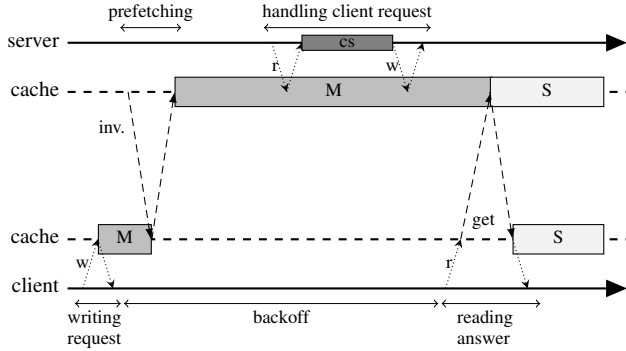 prefetching handling client request
server cs
r w
cache M S
inv.
get
cache M S
w r
client
writing request backoff reading answer